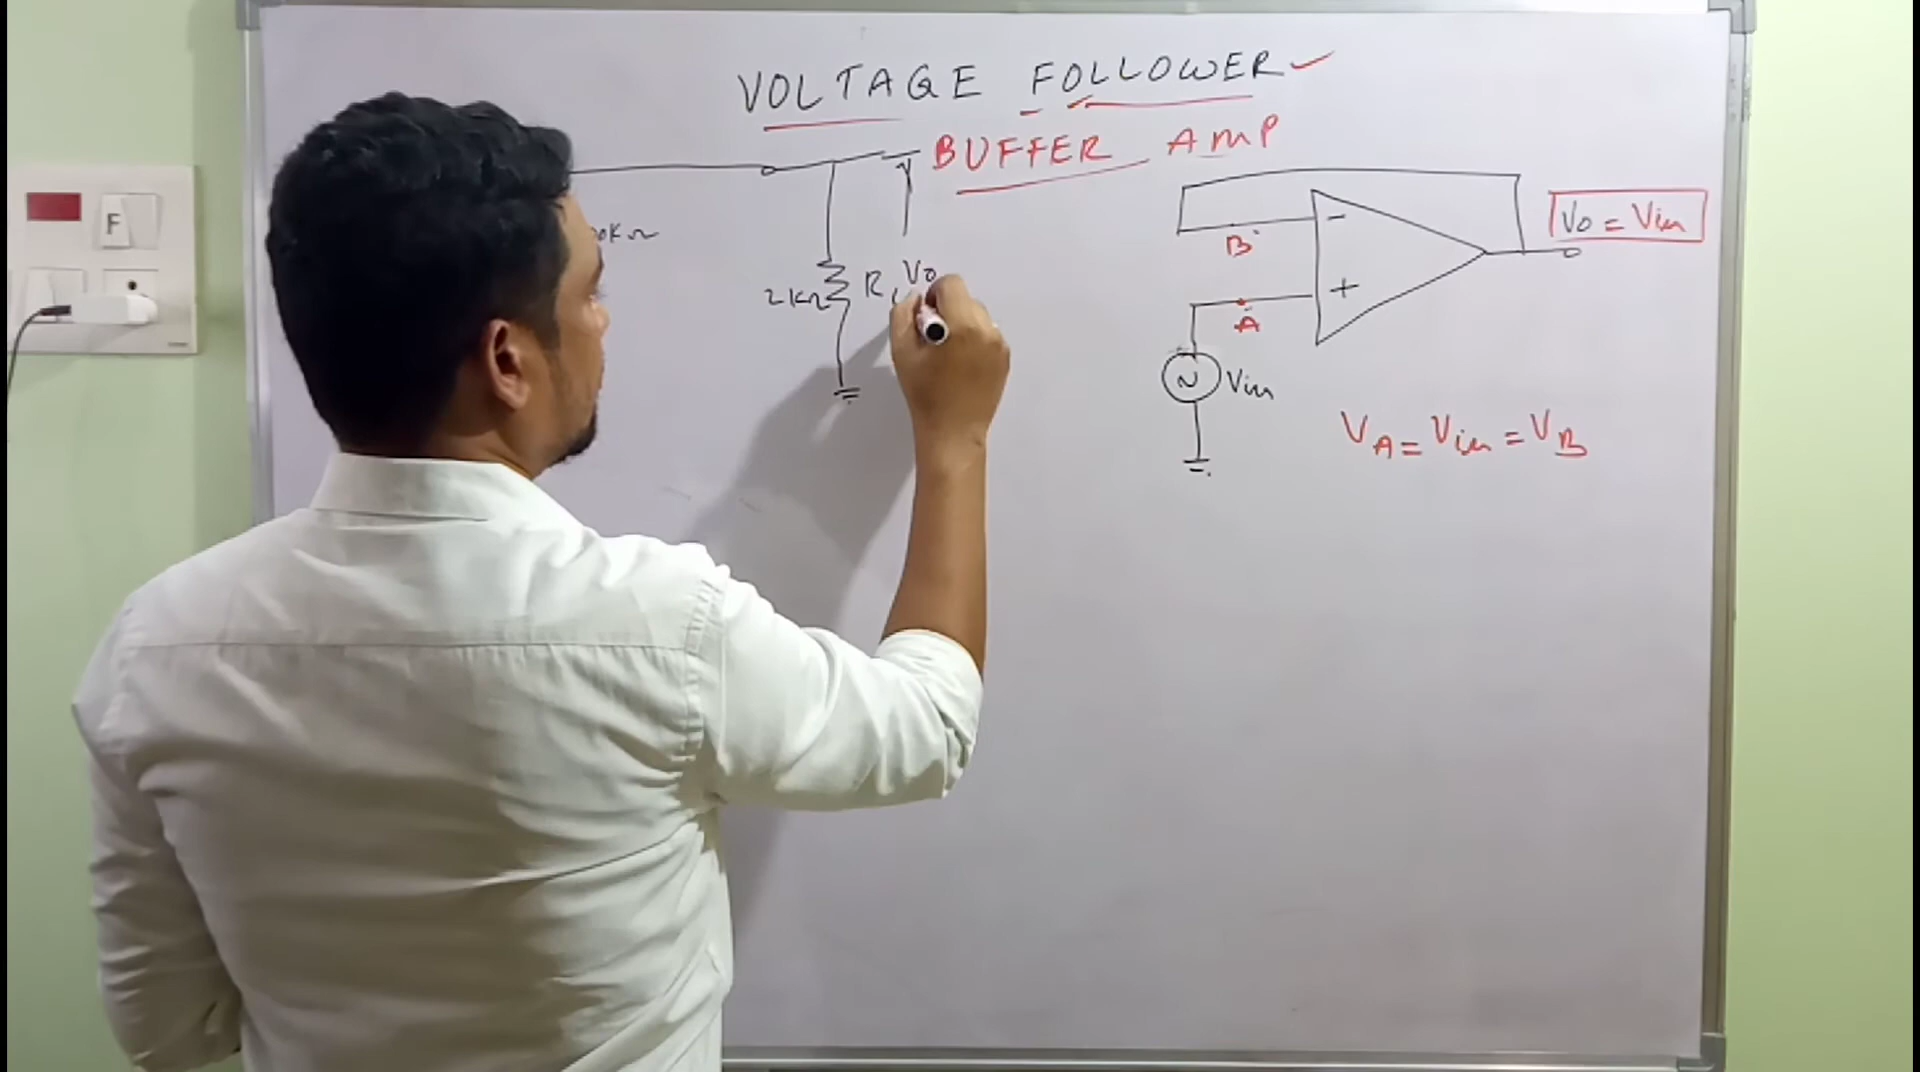 VOLTAGE FOLLOWER
BUFFER AMP
Vo = Vin
B
-
+
A
Vin
VA = Vin = VB
2KΩ
Vo
F